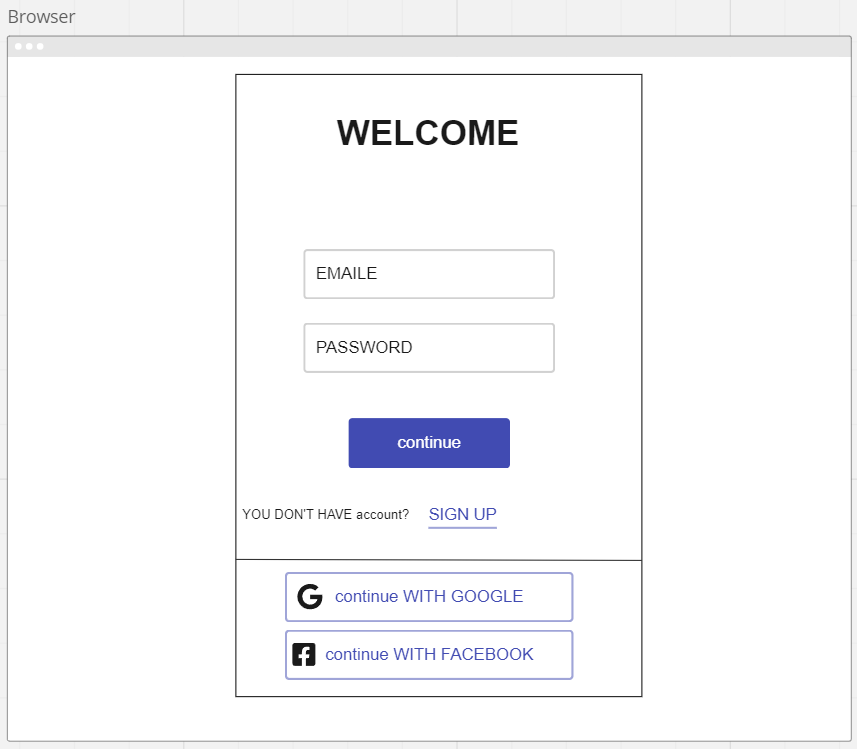 Browser
WELCOME
EMAILE
PASSWORD
continue
YOU DON'T HAVE account? SIGN UP
continue WITH GOOGLE
continue WITH FACEBOOK